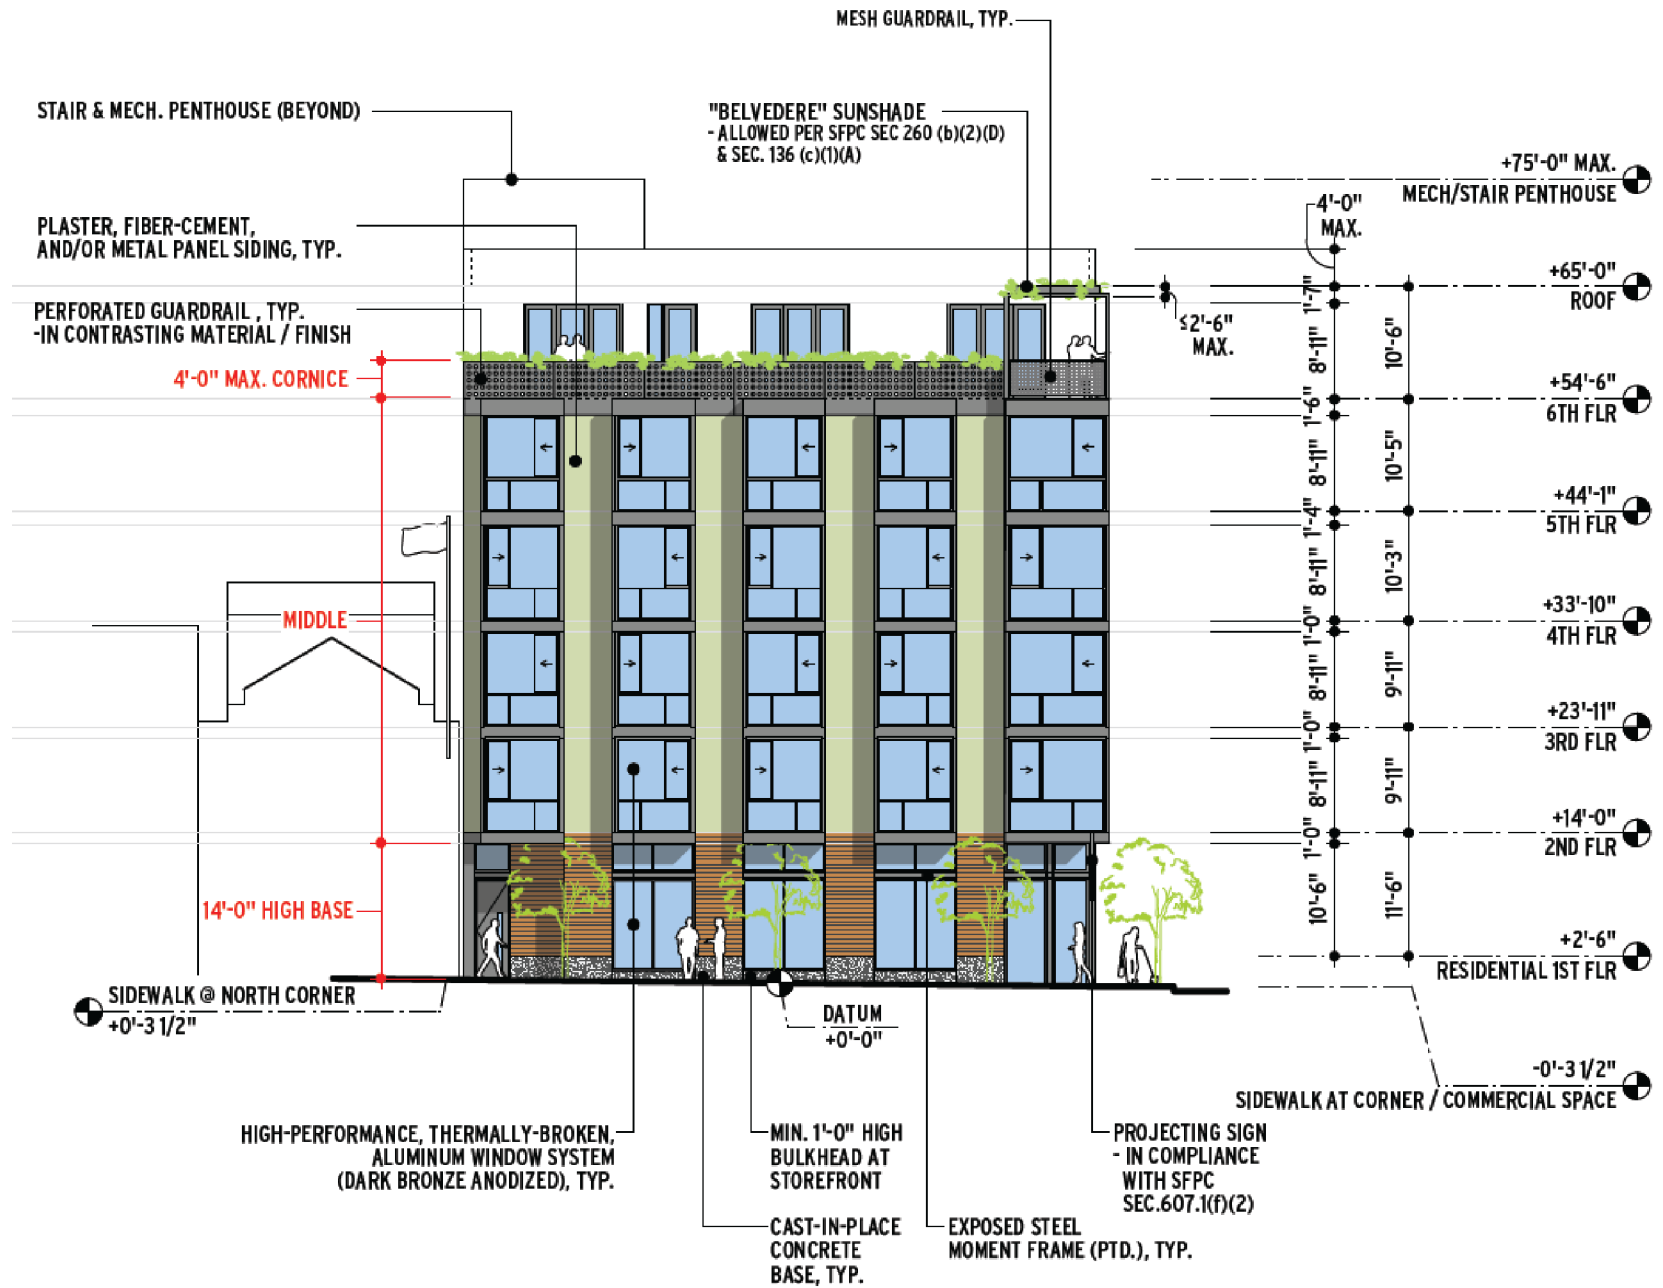 MESH GUARDRAIL, TYP.
STAIR & MECH. PENTHOUSE (BEYOND)
"BELVEDERE" SUNSHADE
- ALLOWED PER SFPC SEC 260 (b)(2)(D)
& SEC. 136 (c)(1)(A)
+75'-0" MAX.
MECH/STAIR PENTHOUSE
4'-0"
MAX.
PLASTER, FIBER-CEMENT,
AND/OR METAL PANEL SIDING, TYP.
+65'-0"
ROOF
PERFORATED GUARDRAIL , TYP.
-IN CONTRASTING MATERIAL / FINISH
≤2'-6"
MAX.
1'-7"
8'-11"
10'-6"
4'-0" MAX. CORNICE
+54'-6"
6TH FLR
1'-6"
8'-11"
10'-5"
+44'-1"
5TH FLR
1'-4"
8'-11"
10'-3"
MIDDLE
+33'-10"
4TH FLR
1'-0"
8'-11"
9'-11"
+23'-11"
3RD FLR
1'-0"
8'-11"
9'-11"
+14'-0"
2ND FLR
1'-0"
10'-6"
11'-6"
14'-0" HIGH BASE
+2'-6"
RESIDENTIAL 1ST FLR
SIDEWALK @ NORTH CORNER
+0'-3 1/2"
DATUM
+0'-0"
-0'-3 1/2"
SIDEWALK AT CORNER / COMMERCIAL SPACE
HIGH-PERFORMANCE, THERMALLY-BROKEN,
ALUMINUM WINDOW SYSTEM
(DARK BRONZE ANODIZED), TYP.
MIN. 1'-0" HIGH
BULKHEAD AT
STOREFRONT
PROJECTING SIGN
- IN COMPLIANCE
WITH SFPC
SEC.607.1(f)(2)
CAST-IN-PLACE
CONCRETE
BASE, TYP.
EXPOSED STEEL
MOMENT FRAME (PTD.), TYP.